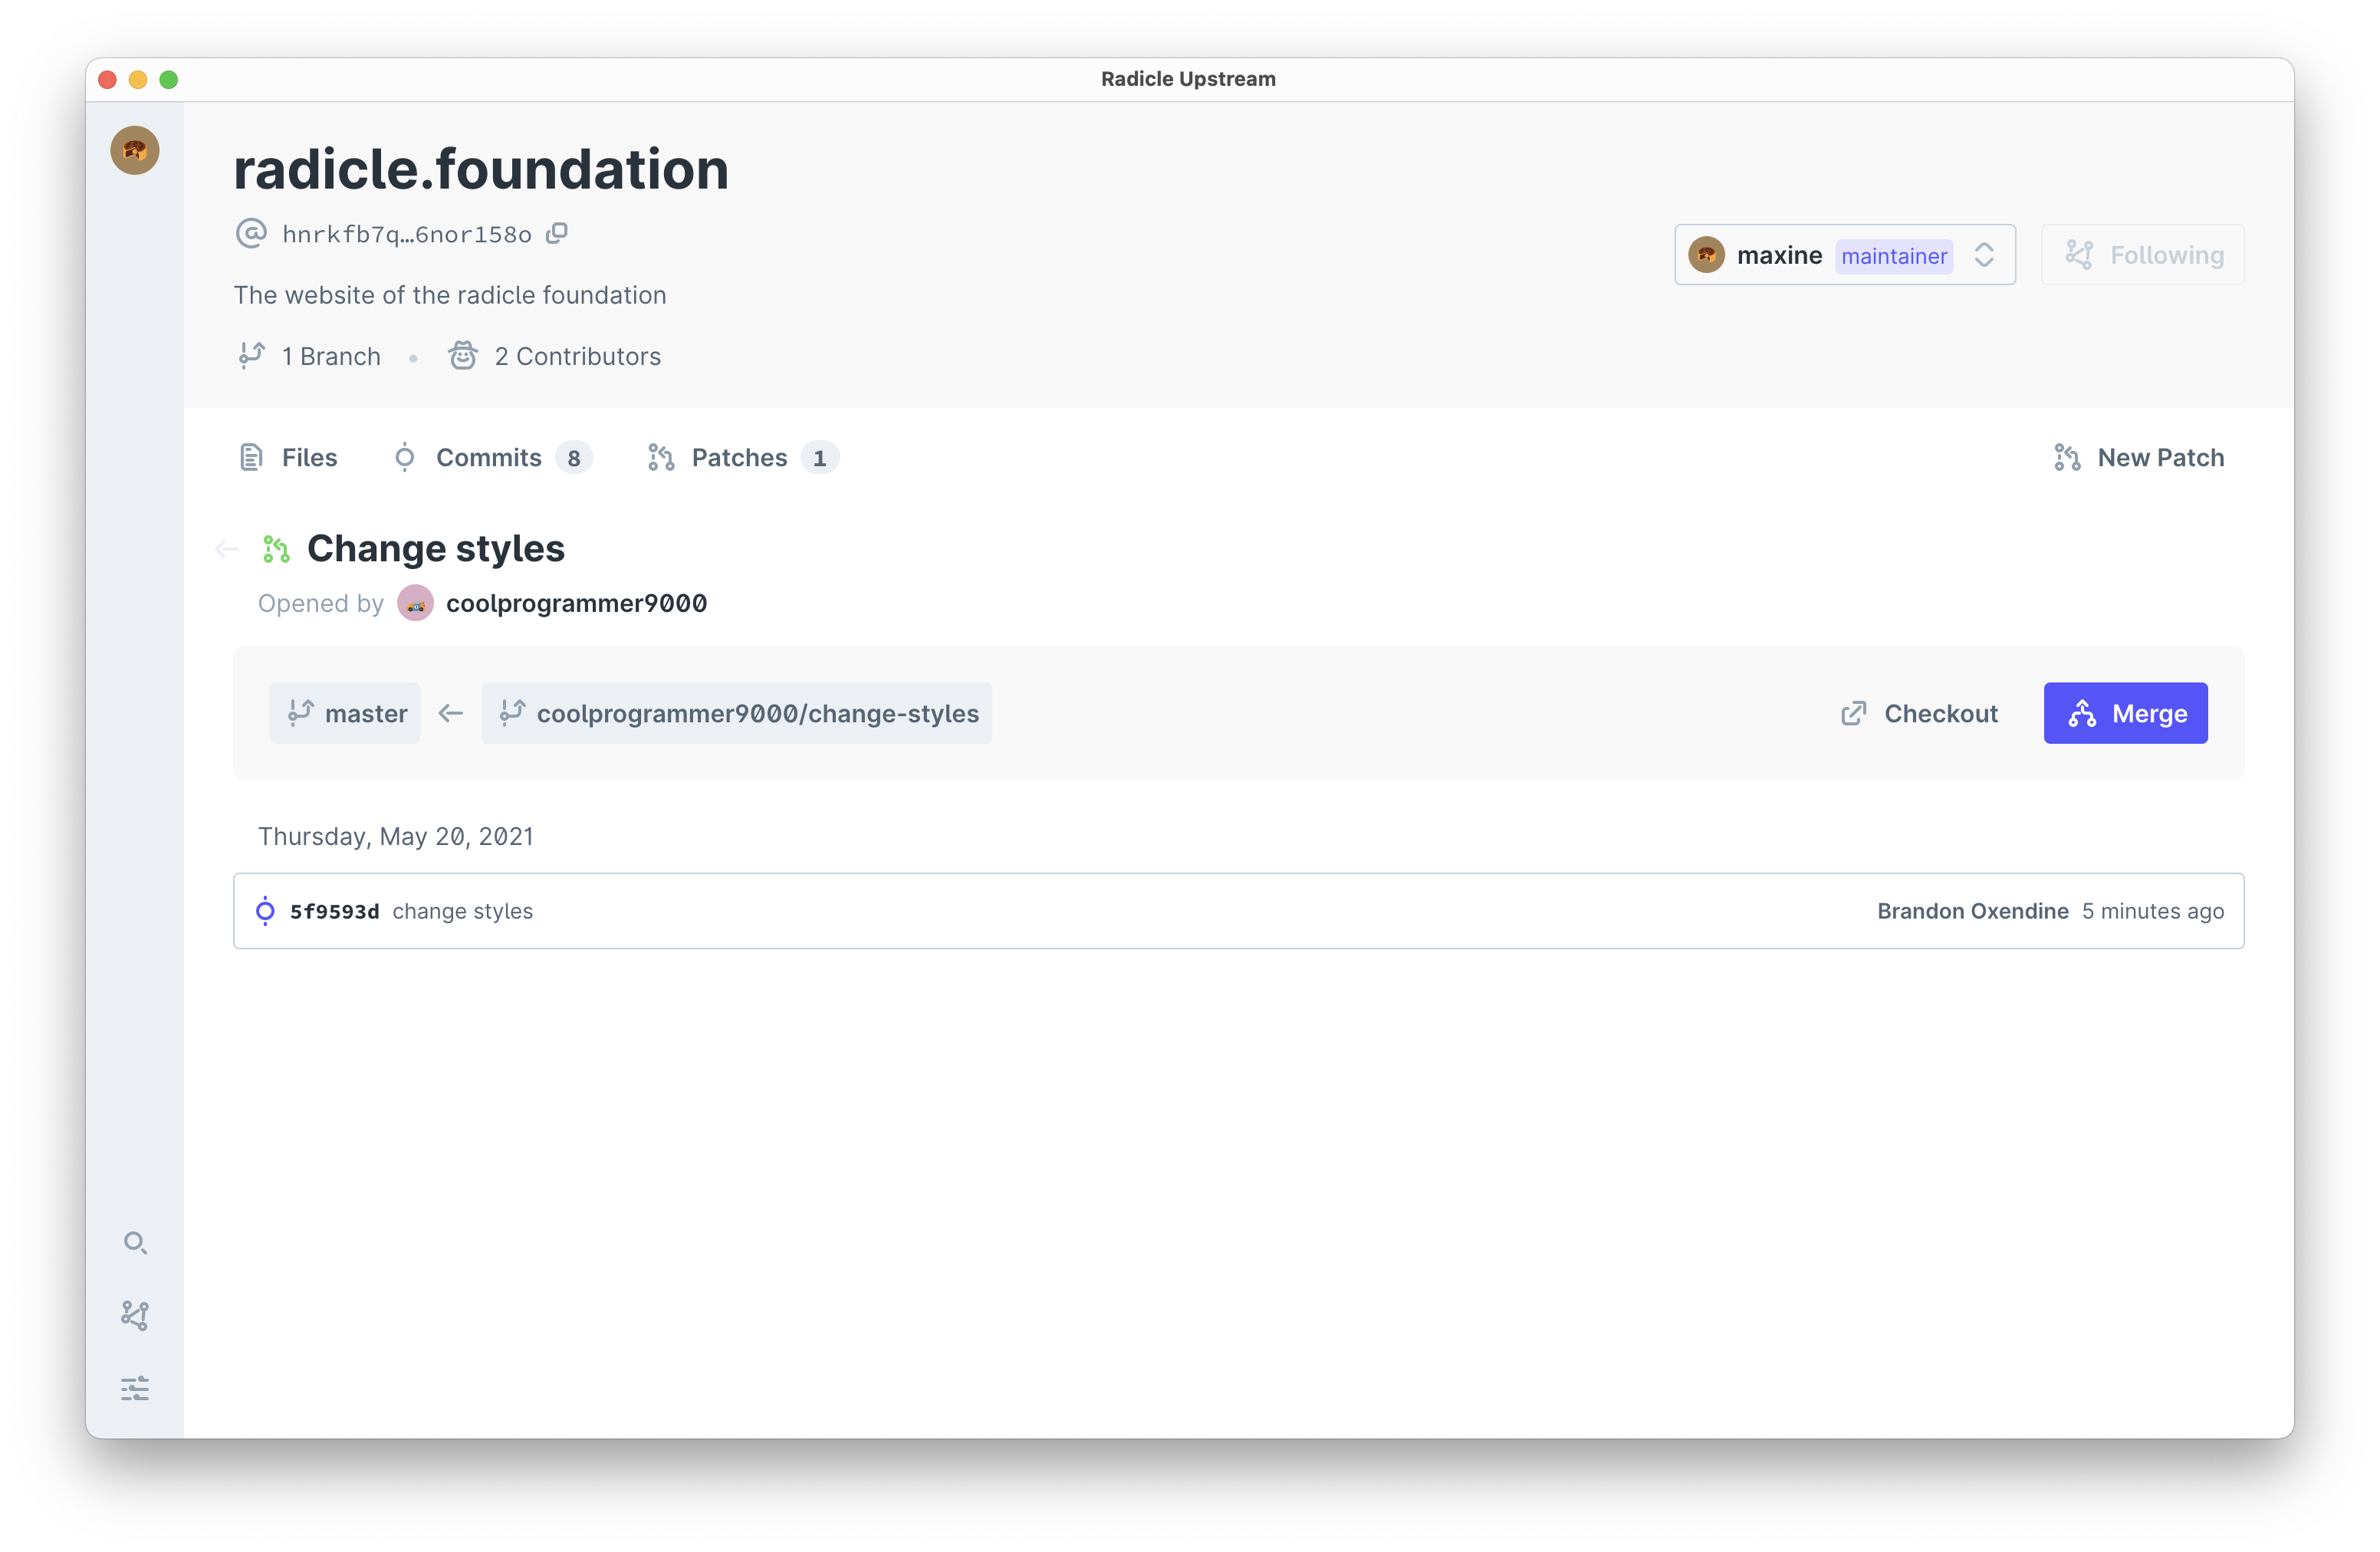 Radicle Upstream
radicle.foundation
hnrkfb7q…6nor158o
maxine maintainer
Following
The website of the radicle foundation
1 Branch • 2 Contributors
Files Commits 8 Patches 1 New Patch
Change styles
Opened by coolprogrammer9000
master ← coolprogrammer9000/change-styles Checkout Merge
Thursday, May 20, 2021
5f9593d change styles Brandon Oxendine 5 minutes ago